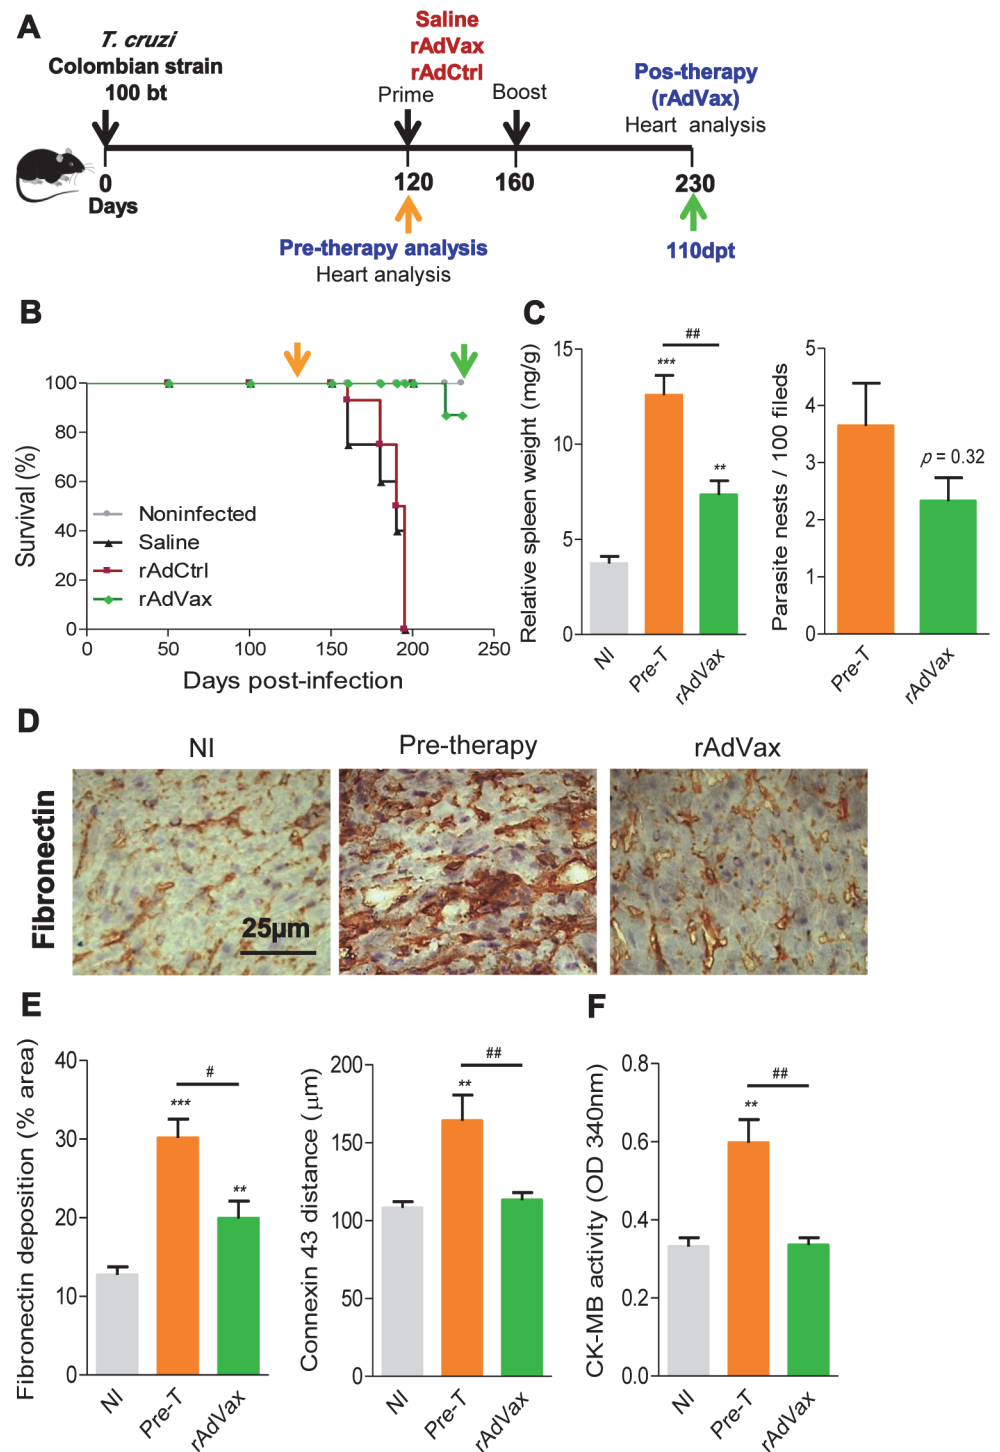 A
T. cruzi
Colombian strain
100 bt
Saline
rAdVax
rAdCtrl
Prime
Boost
Pos-therapy
(rAdVax)
Heart analysis
0
120
160
230
Days
Pre-therapy analysis
Heart analysis
110dpt
B
Survival (%)
100
80
60
40
20
0
Noninfected
Saline
rAdCtrl
rAdVax
0
50
100
150
200
250
Days post-infection
C
Relative spleen weight (mg/g)
15
10
5
0
##
***
**
NI
Pre-T
rAdVax
Parasite nests / 100 fileds
5
4
3
2
1
0
p = 0.32
Pre-T
rAdVax
D
NI
Pre-therapy
rAdVax
Fibronectin
25µm
E
Fibronectin deposition (% area)
40
30
20
10
0
#
***
**
NI
Pre-T
rAdVax
Connexin 43 distance (µm)
200
150
100
50
0
##
**
NI
Pre-T
rAdVax
F
CK-MB activity (OD 340nm)
0.8
0.6
0.4
0.2
0.0
##
**
NI
Pre-T
rAdVax